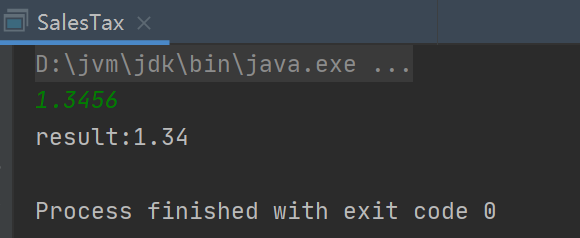 SalesTax
D:\jvm\jdk\bin\java.exe ...
1.3456
result:1.34
Process finished with exit code 0